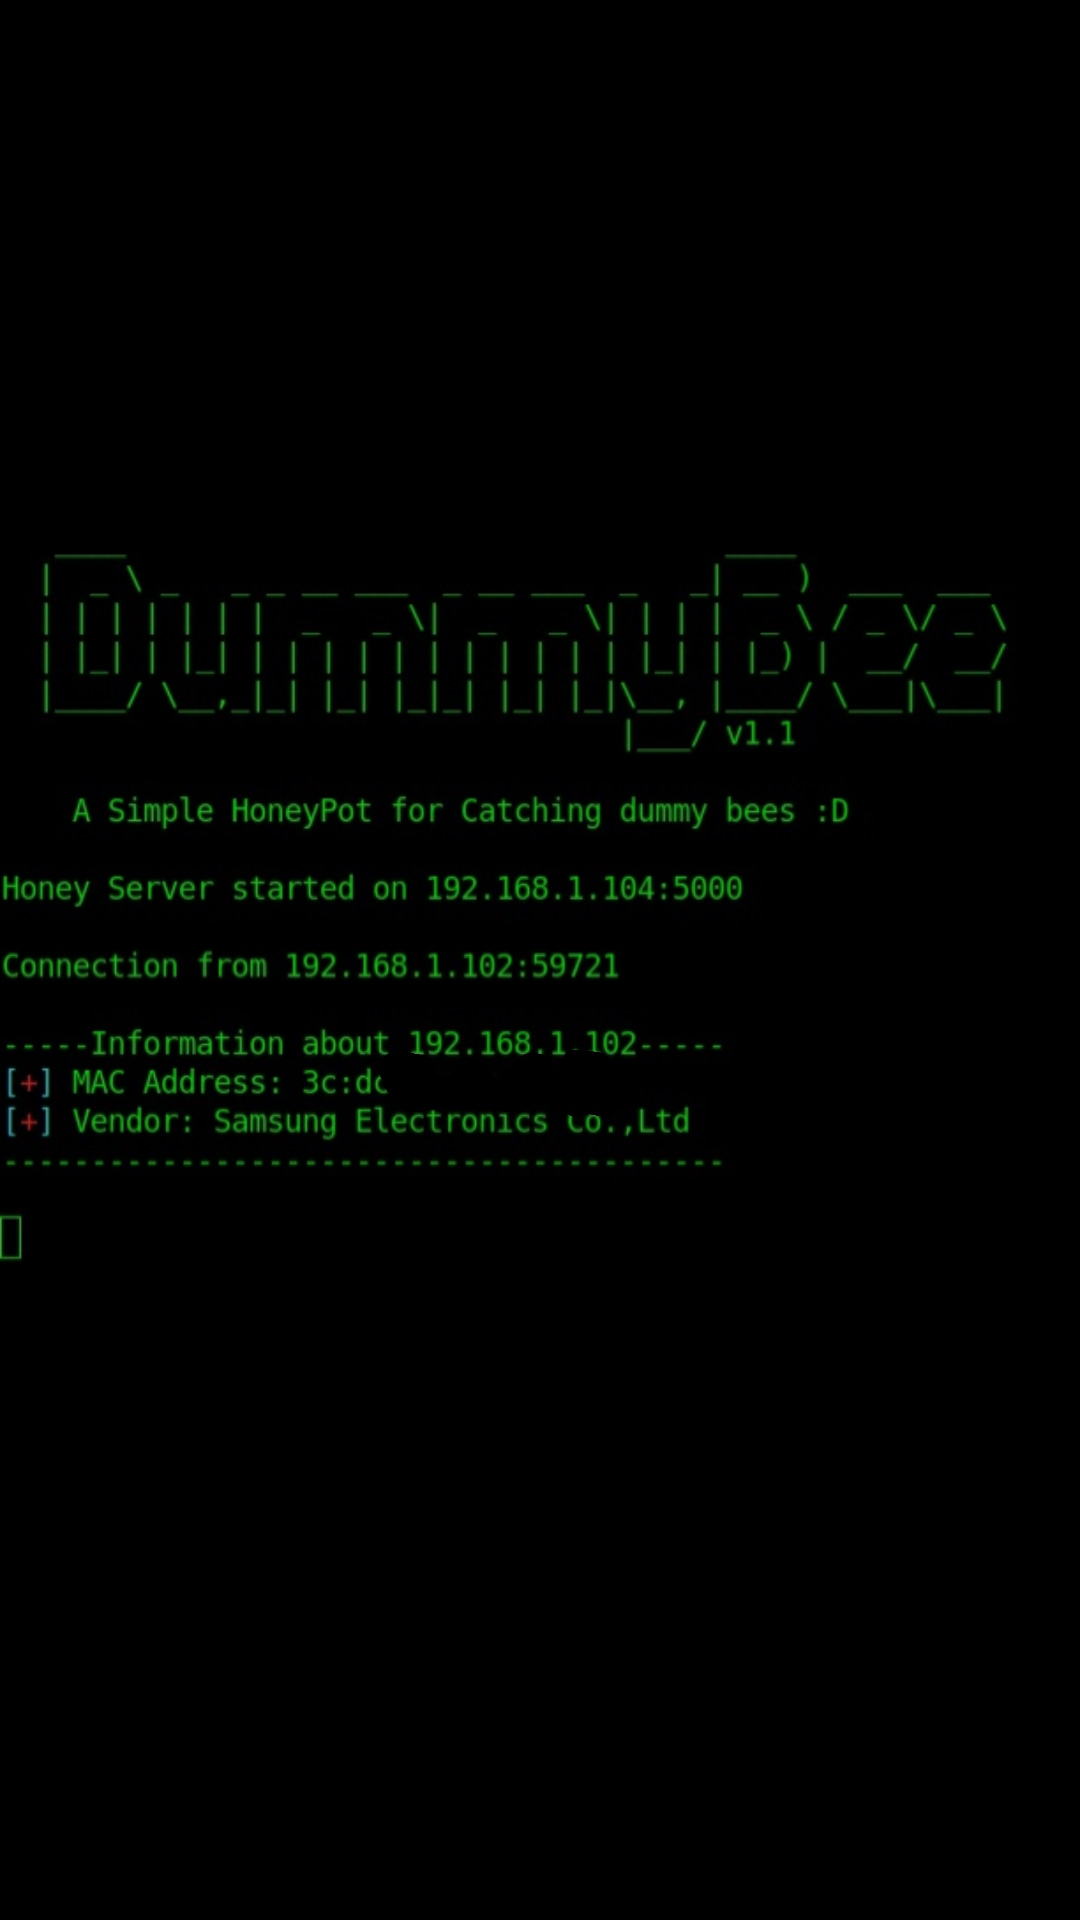 DummyBee
v1.1
A Simple HoneyPot for Catching dummy bees :D
Honey Server started on 192.168.1.104:5000
Connection from 192.168.1.102:59721
-----Information about 192.168.1.102-----
[+] MAC Address: 3c:dc
[+] Vendor: Samsung Electronics Co.,Ltd
-----------------------------------------